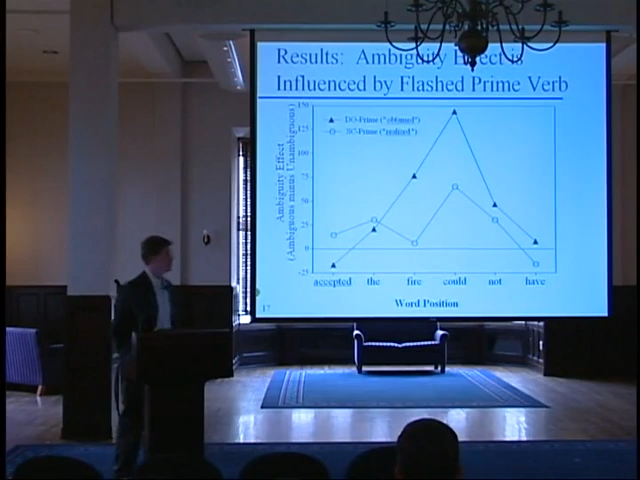 Results: Ambiguity Effect is
Influenced by Flashed Prime Verb
Ambiguity Effect
(Ambiguous minus Unambiguous)
150
125
100
75
50
25
0
-25
DO-Prime ("obtained")
SC-Prime ("realized")
accepted the fire could not have
Word Position
17